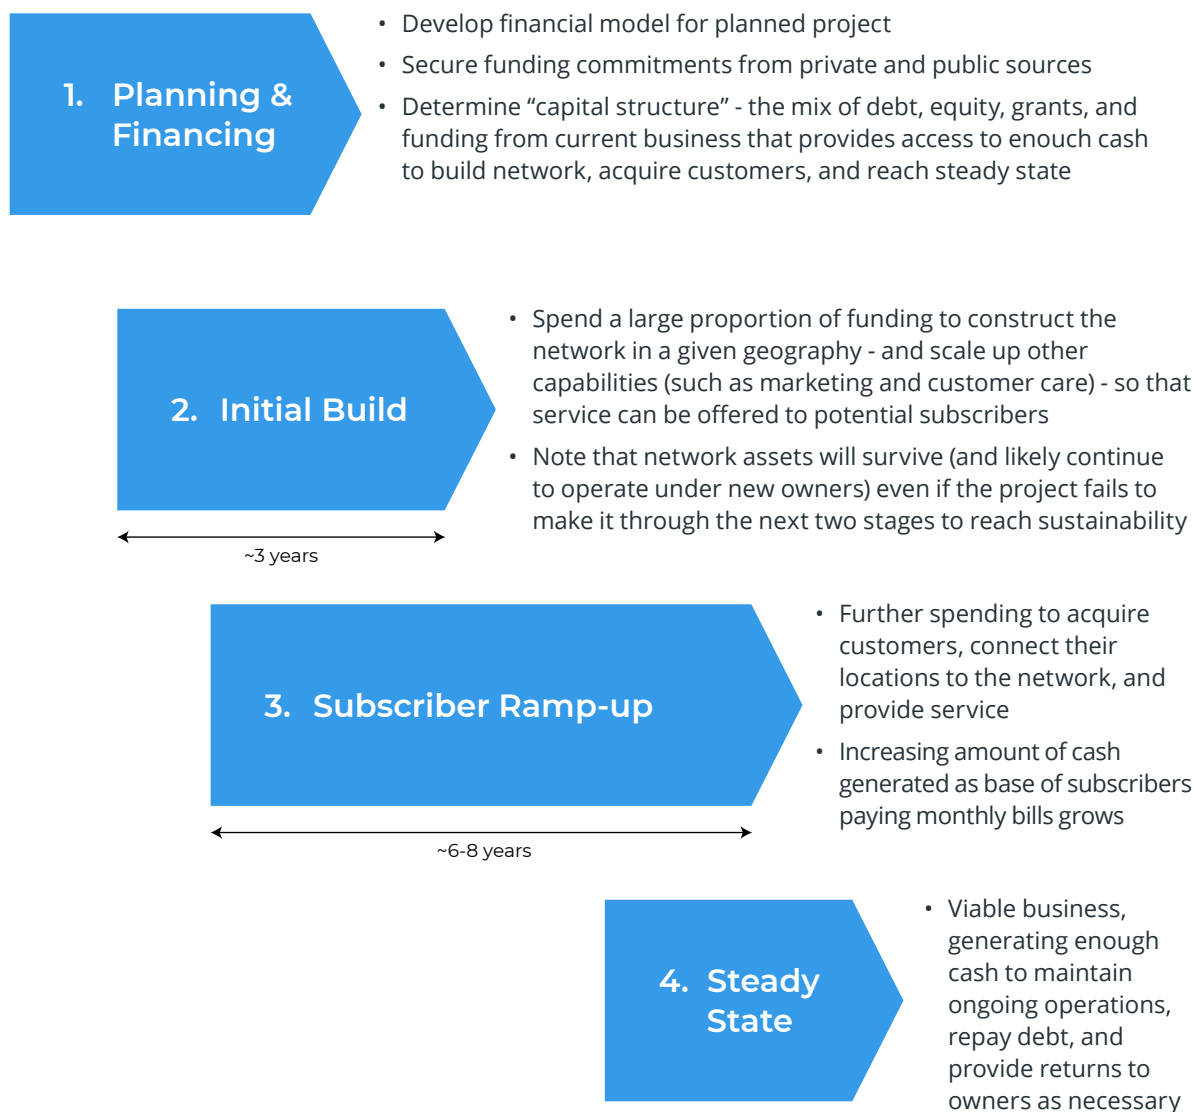 1. Planning &
Financing
• Develop financial model for planned project
• Secure funding commitments from private and public sources
• Determine “capital structure” - the mix of debt, equity, grants, and
funding from current business that provides access to enouch cash
to build network, acquire customers, and reach steady state
2. Initial Build
~3 years
• Spend a large proportion of funding to construct the
network in a given geography - and scale up other
capabilities (such as marketing and customer care) - so that
service can be offered to potential subscribers
• Note that network assets will survive (and likely continue
to operate under new owners) even if the project fails to
make it through the next two stages to reach sustainability
3. Subscriber Ramp-up
~6-8 years
• Further spending to acquire
customers, connect their
locations to the network, and
provide service
• Increasing amount of cash
generated as base of subscribers
paying monthly bills grows
4. Steady
State
• Viable business,
generating enough
cash to maintain
ongoing operations,
repay debt, and
provide returns to
owners as necessary